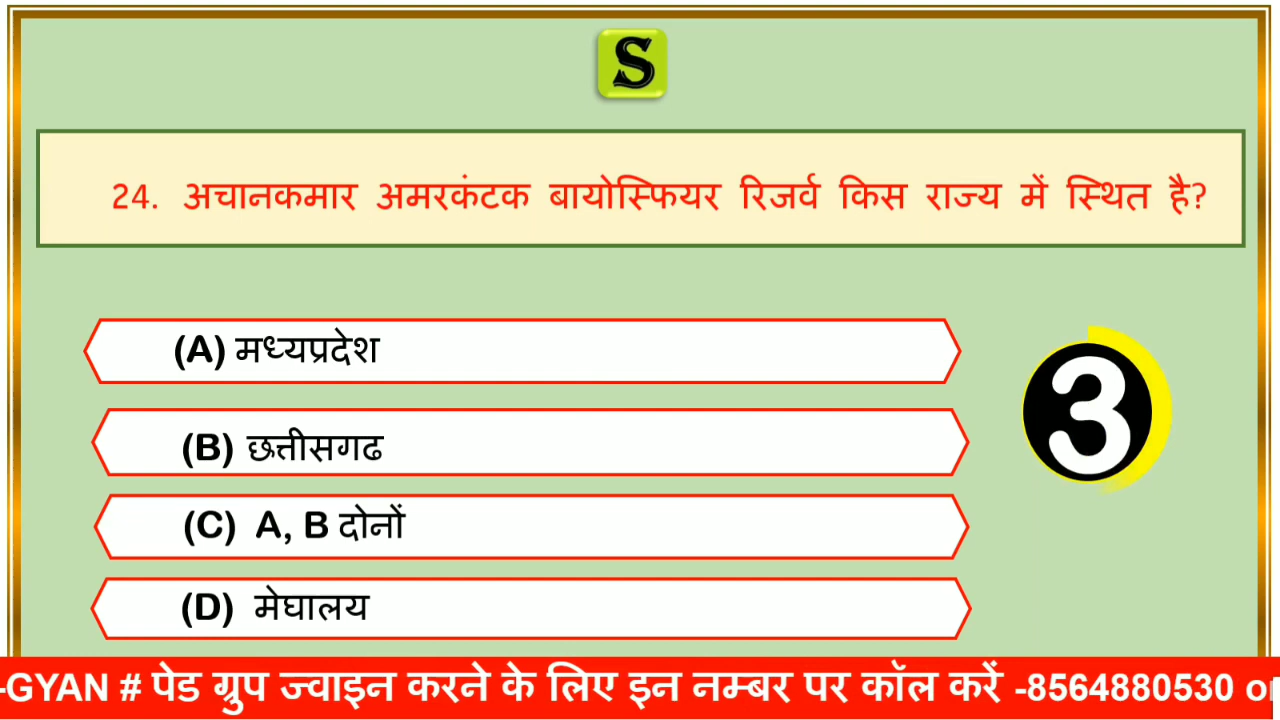 S
24. अचानकमार अमरकंटक बायोस्फियर रिजर्व किस राज्य में स्थित है?
(A) मध्यप्रदेश
(B) छत्तीसगढ
3
(C) A, B दोनों
(D) मेघालय
-GYAN # पेड ग्रुप ज्वाइन करने के लिए इन नम्बर पर कॉल करें -8564880530 or